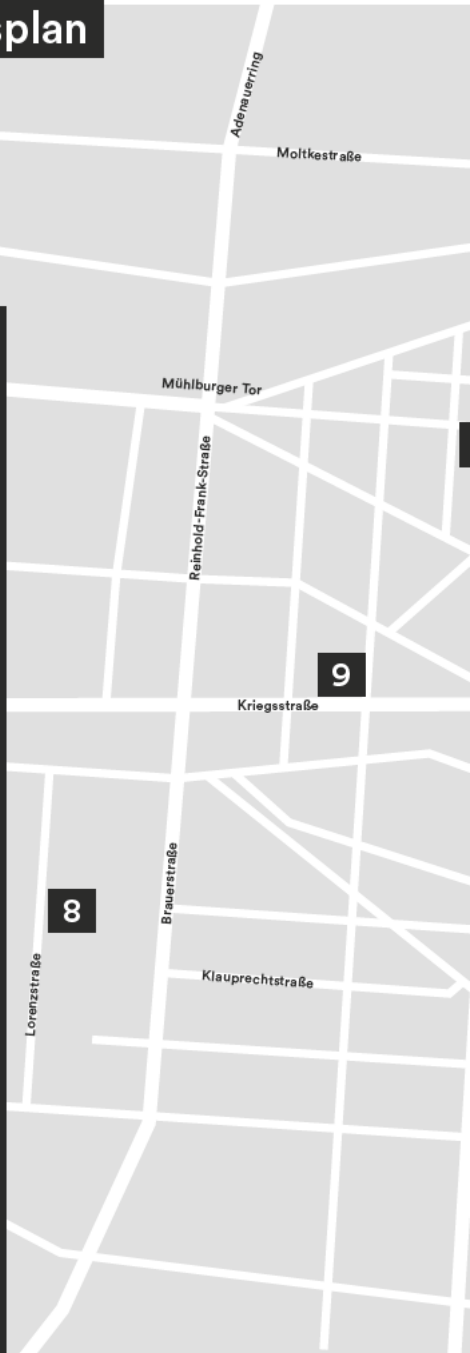 splan
Adenauerring
Moltkestraße
Mühlburger Tor
Reinhold-Frank-Straße
9
Kriegsstraße
Brauerstraße
8
Lorenzstraße
Klauprechtstraße